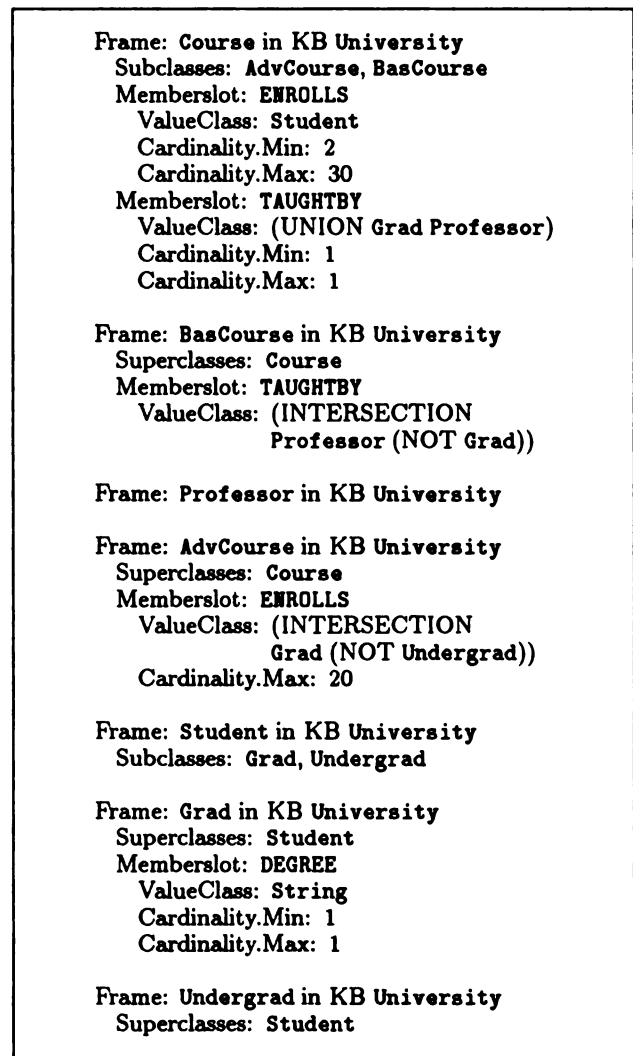 Frame: Course in KB University
Subclasses: AdvCourse, BasCourse
Memberslot: ENROLLS
ValueClass: Student
Cardinality.Min: 2
Cardinality.Max: 30
Memberslot: TAUGHTBY
ValueClass: (UNION Grad Professor)
Cardinality.Min: 1
Cardinality.Max: 1
Frame: BasCourse in KB University
Superclasses: Course
Memberslot: TAUGHTBY
ValueClass: (INTERSECTION
Professor (NOT Grad))
Frame: Professor in KB University
Frame: AdvCourse in KB University
Superclasses: Course
Memberslot: ENROLLS
ValueClass: (INTERSECTION
Grad (NOT Undergrad))
Cardinality.Max: 20
Frame: Student in KB University
Subclasses: Grad, Undergrad
Frame: Grad in KB University
Superclasses: Student
Memberslot: DEGREE
ValueClass: String
Cardinality.Min: 1
Cardinality.Max: 1
Frame: Undergrad in KB University
Superclasses: Student